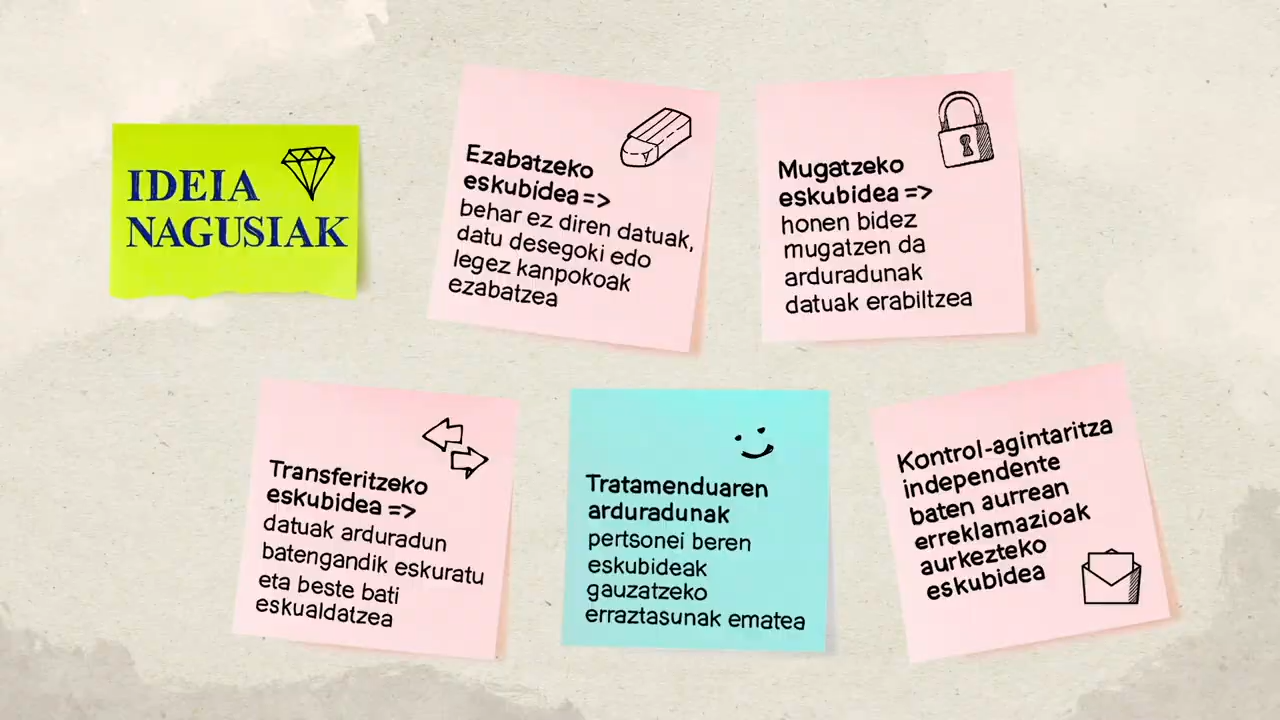 IDEIA
NAGUSIAK
Ezabatzeko
eskubidea =>
behar ez diren datuak,
datu desegoki edo
legez kanpokoak
ezabatzea
Mugatzeko
eskubidea =>
honen bidez
mugatzen da
arduradunak
datuak erabiltzea
Transferitzeko
eskubidea =>
datuak arduradun
batengandik eskuratu
eta beste bati
eskualdatzea
Tratamenduaren
arduradunak
pertsonei beren
eskubideak
gauzatzeko
erraztasunak ematea
Kontrol-agintaritza
independente
baten aurrean
erreklamazioak
aurkezteko
eskubidea